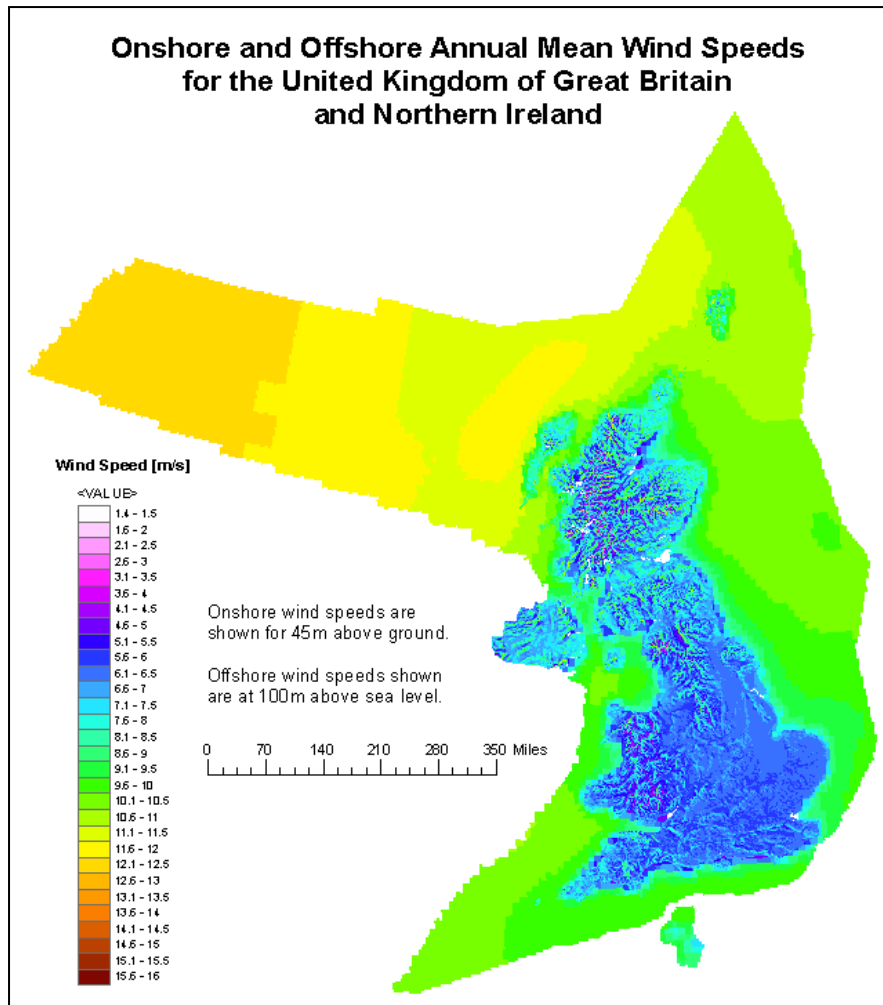 Onshore and Offshore Annual Mean Wind Speeds
for the United Kingdom of Great Britain
and Northern Ireland
Wind Speed [m/s]
<VALUE>
1.4 - 1.5
1.6 - 2
2.1 - 2.5
2.6 - 3
3.1 - 3.5
3.6 - 4
4.1 - 4.5
4.6 - 5
5.1 - 5.5
5.6 - 6
6.1 - 6.5
6.6 - 7
7.1 - 7.5
7.6 - 8
8.1 - 8.5
8.6 - 9
9.1 - 9.5
9.6 - 10
10.1 - 10.5
10.6 - 11
11.1 - 11.5
11.6 - 12
12.1 - 12.5
12.6 - 13
13.1 - 13.5
13.6 - 14
14.1 - 14.5
14.6 - 15
15.1 - 15.5
15.6 - 16
Onshore wind speeds are
shown for 45m above ground.
Offshore wind speeds shown
are at 100m above sea level.
0 70 140 210 280 350 Miles